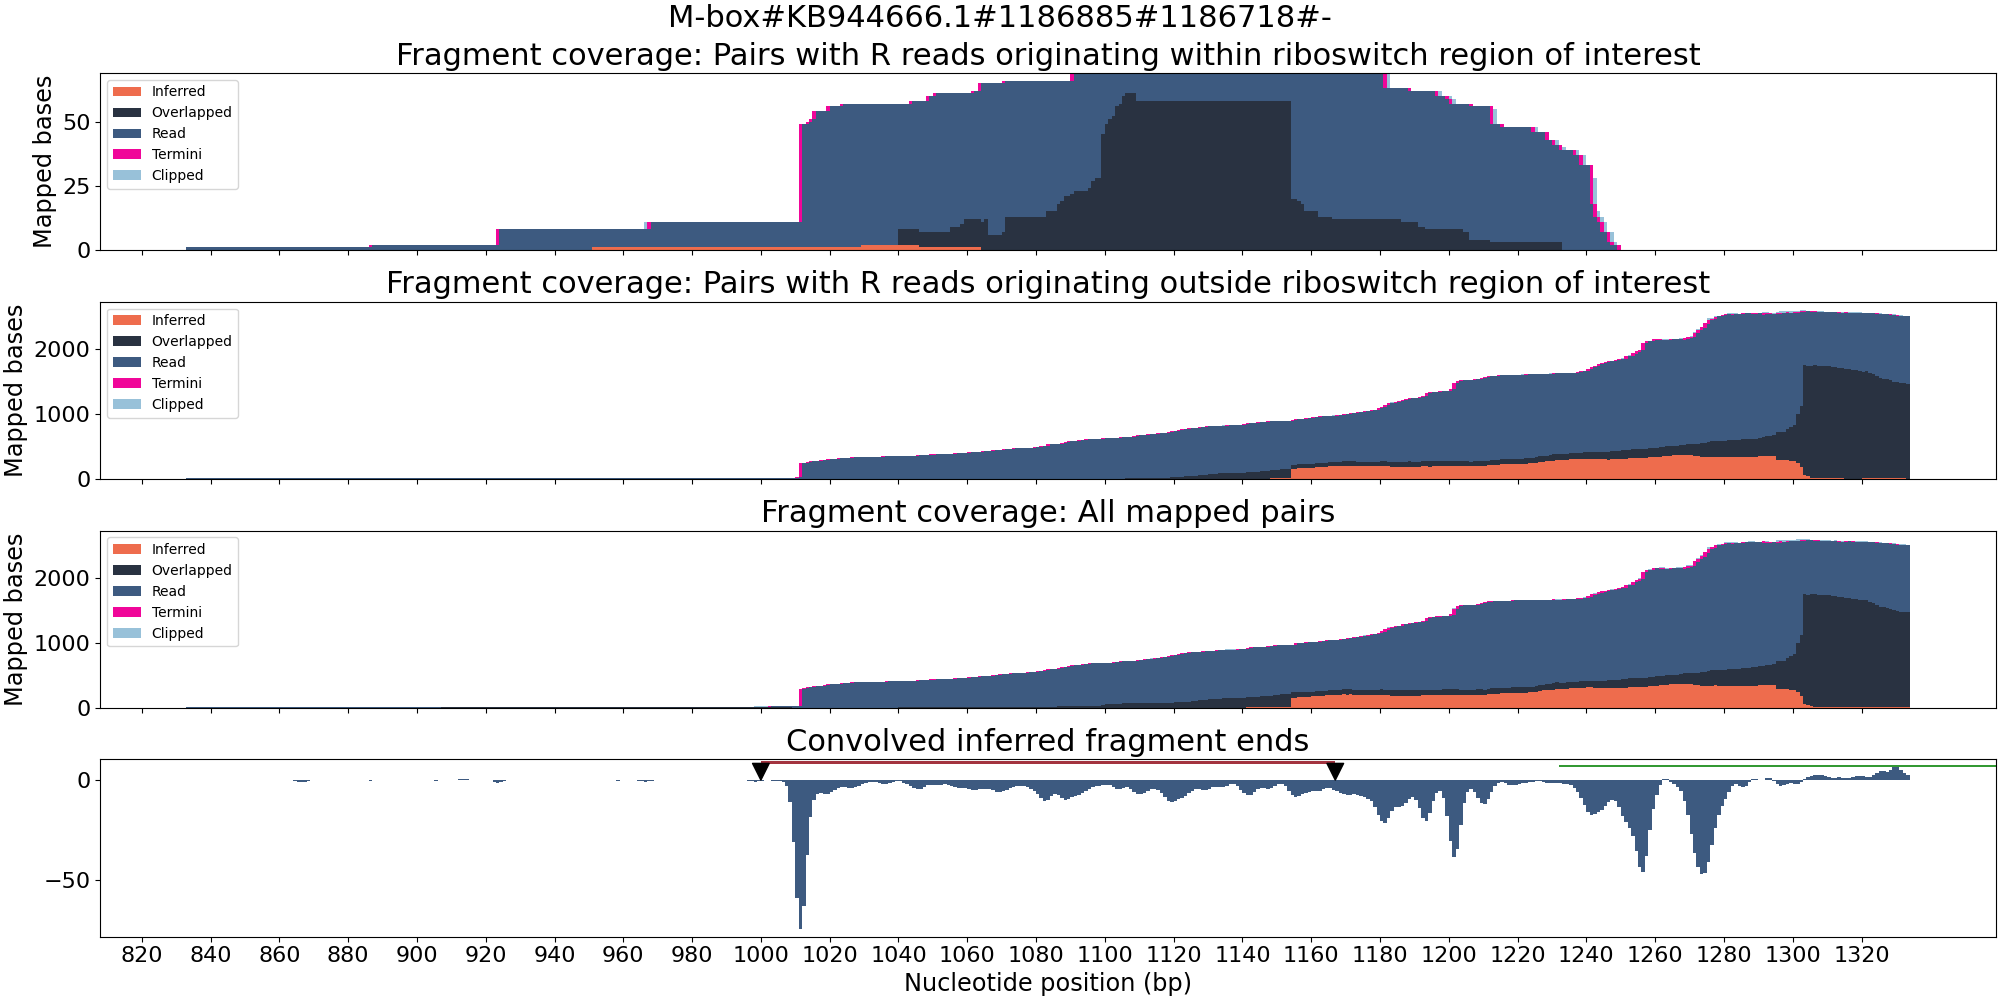 M-box#KB944666.1#1186885#1186718#-
Fragment coverage: Pairs with R reads originating within riboswitch region of interest
Mapped bases
50
25
0
Inferred
Overlapped
Read
Termini
Clipped
Fragment coverage: Pairs with R reads originating outside riboswitch region of interest
Mapped bases
2000
1000
0
Inferred
Overlapped
Read
Termini
Clipped
Fragment coverage: All mapped pairs
Mapped bases
2000
1000
0
Inferred
Overlapped
Read
Termini
Clipped
Convolved inferred fragment ends
0
−50
820 840 860 880 900 920 940 960 980 1000 1020 1040 1060 1080 1100 1120 1140 1160 1180 1200 1220 1240 1260 1280 1300 1320
Nucleotide position (bp)